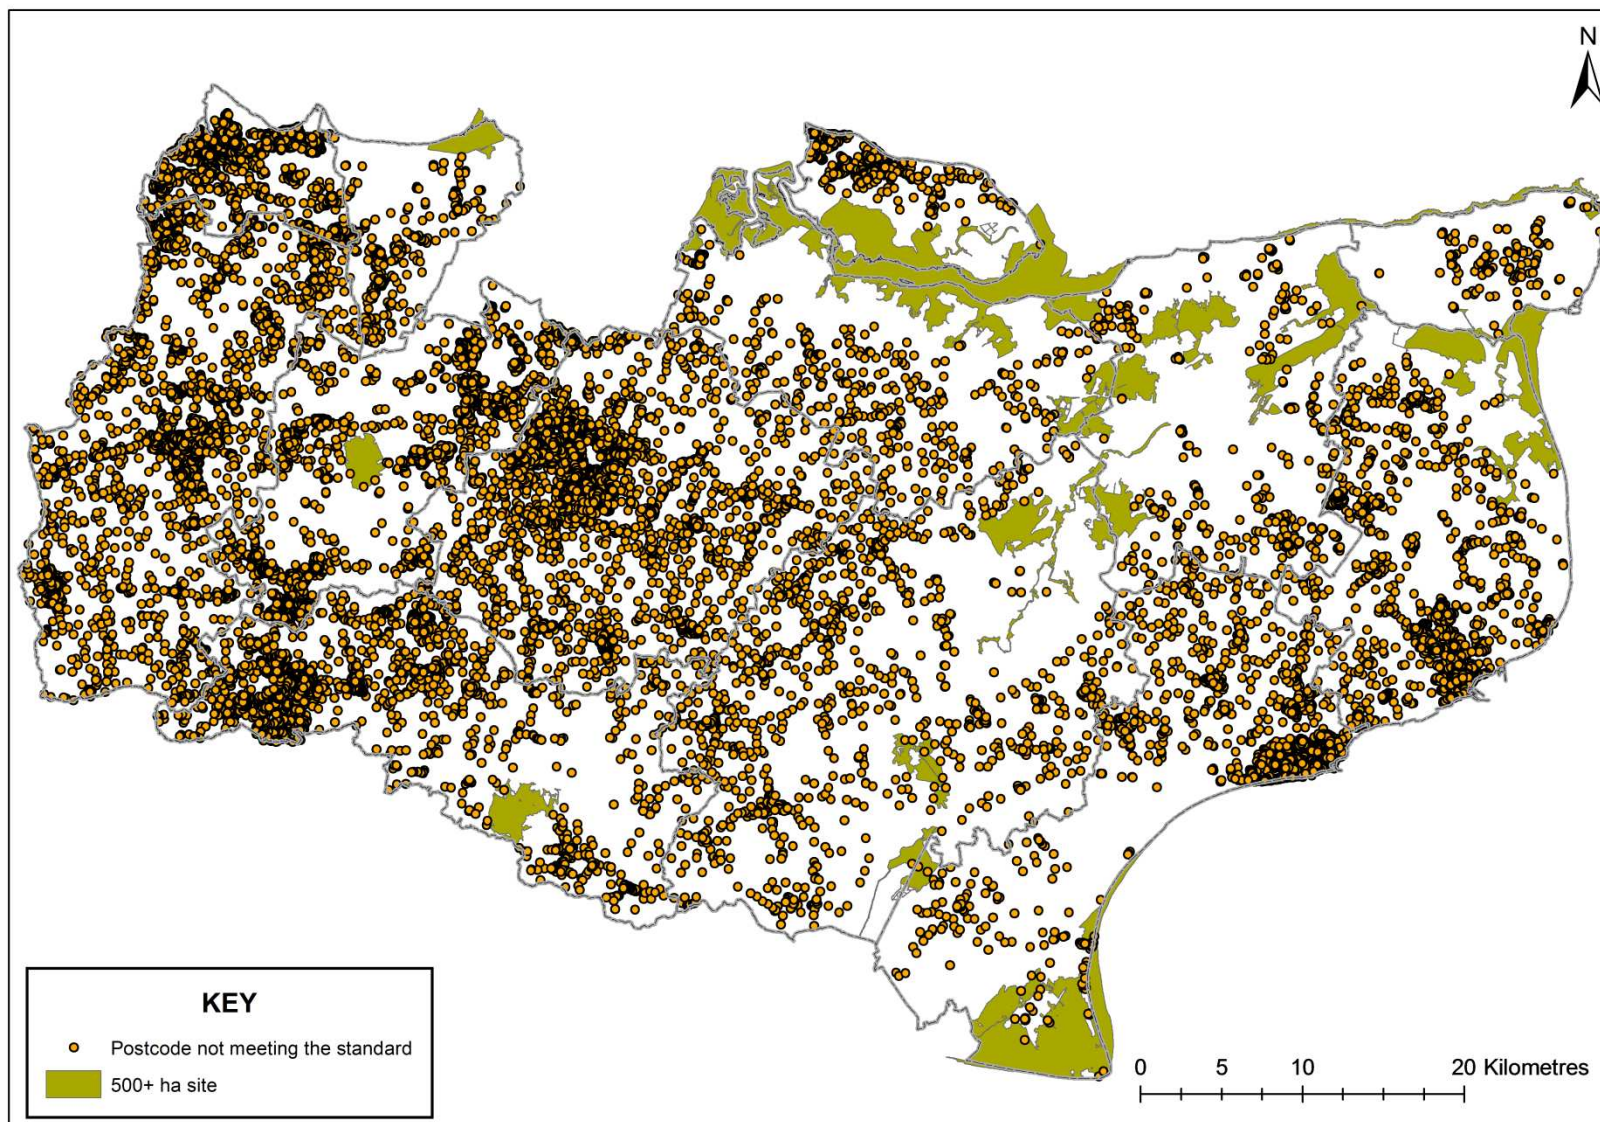 N
KEY
Postcode not meeting the standard
500+ ha site
0 5 10 20 Kilometres